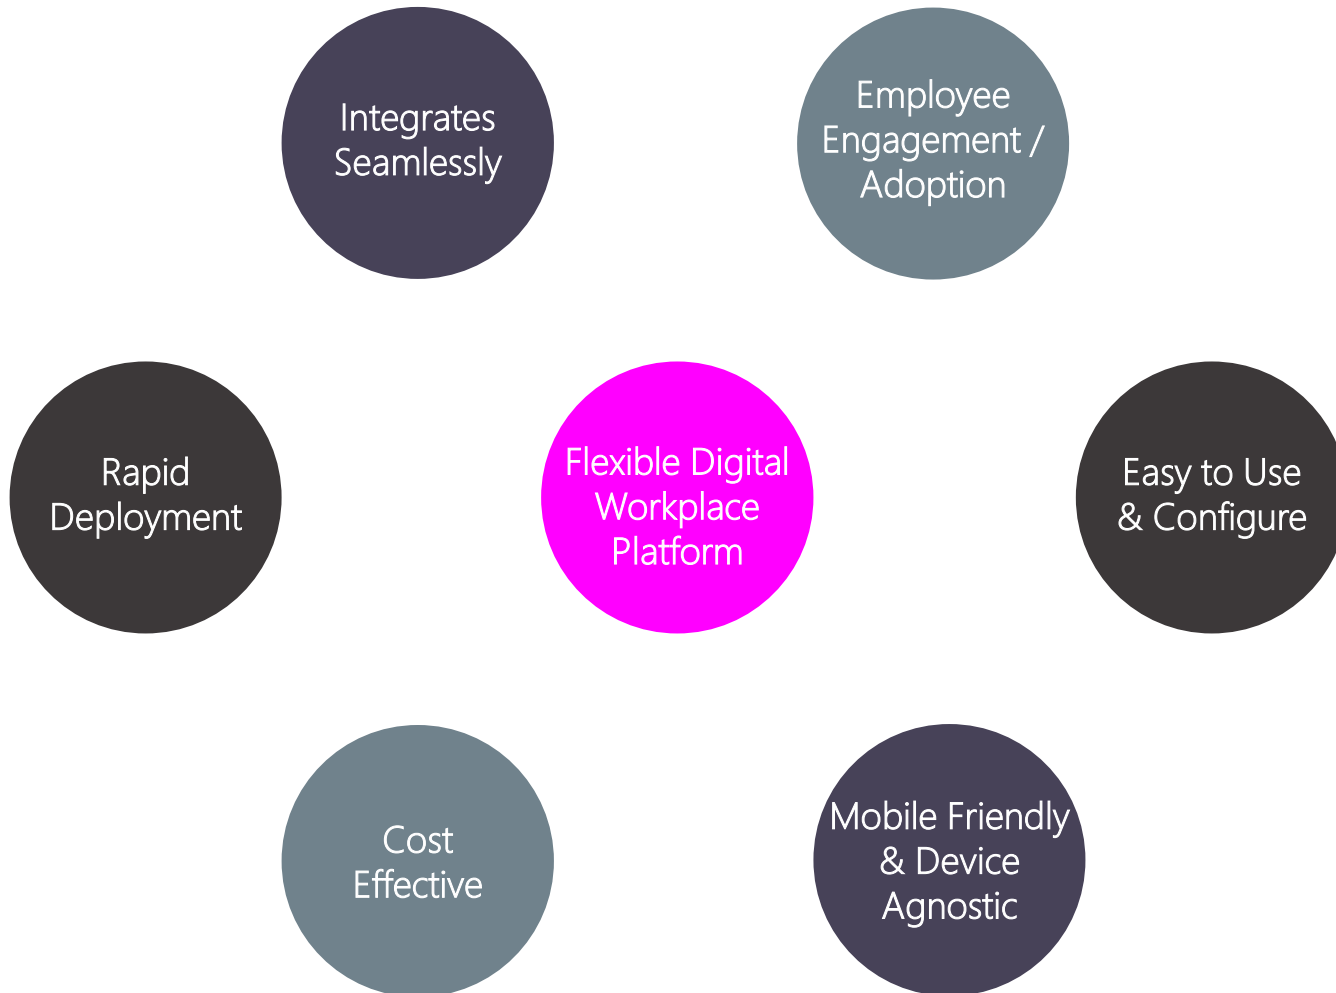 Integrates
Seamlessly
Employee
Engagement /
Adoption
Rapid
Deployment
Flexible Digital
Workplace
Platform
Easy to Use
& Configure
Cost
Effective
Mobile Friendly
& Device
Agnostic